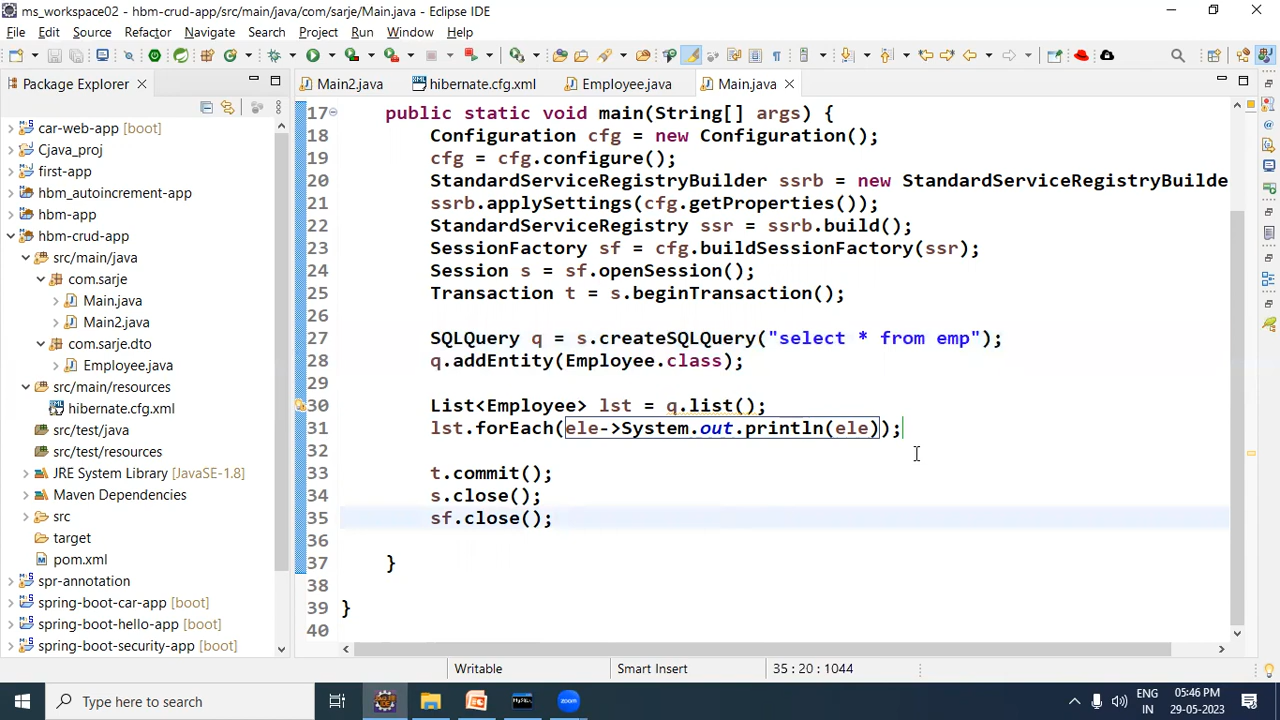 ms_workspace02 - hbm-crud-app/src/main/java/com/sarje/Main.java - Eclipse IDE
File Edit Source Refactor Navigate Search Project Run Window Help
Package Explorer
Main2.java hibernate.cfg.xml Employee.java Main.java
car-web-app [boot]
Cjava_proj
first-app
hbm_autoincrement-app
hbm-app
hbm-crud-app
src/main/java
com.sarje
Main.java
Main2.java
com.sarje.dto
Employee.java
src/main/resources
hibernate.cfg.xml
src/test/java
src/test/resources
JRE System Library [JavaSE-1.8]
Maven Dependencies
src
target
pom.xml
spr-annotation
spring-boot-car-app [boot]
spring-boot-hello-app [boot]
spring-boot-security-app [boot]
17 public static void main(String[] args) {
18 Configuration cfg = new Configuration();
19 cfg = cfg.configure();
20 StandardServiceRegistryBuilder ssrb = new StandardServiceRegistryBuilde
21 ssrb.applySettings(cfg.getProperties());
22 StandardServiceRegistry ssr = ssrb.build();
23 SessionFactory sf = cfg.buildSessionFactory(ssr);
24 Session s = sf.openSession();
25 Transaction t = s.beginTransaction();
26
27 SQLQuery q = s.createSQLQuery("select * from emp");
28 q.addEntity(Employee.class);
29
30 List<Employee> lst = q.list();
31 lst.forEach(ele->System.out.println(ele));
32
33 t.commit();
34 s.close();
35 sf.close();
36
37 }
38
39 }
40
Writable Smart Insert 35 : 20 : 1044
Type here to search
ENG
IN
05:46 PM
29-05-2023